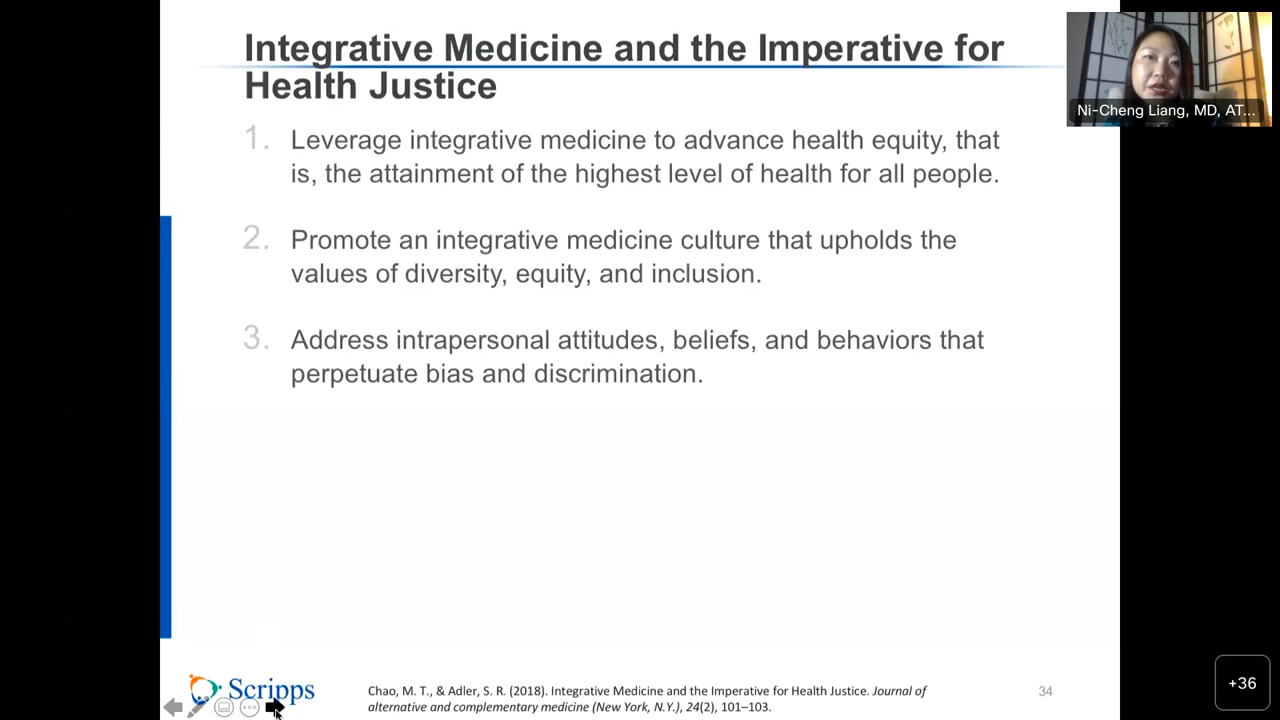 Integrative Medicine and the Imperative for
Health Justice
1. Leverage integrative medicine to advance health equity, that
is, the attainment of the highest level of health for all people.
2. Promote an integrative medicine culture that upholds the
values of diversity, equity, and inclusion.
3. Address intrapersonal attitudes, beliefs, and behaviors that
perpetuate bias and discrimination.
Ni-Cheng Liang, MD, AT...
Scripps
Chao, M. T., & Adler, S. R. (2018). Integrative Medicine and the Imperative for Health Justice. Journal of
alternative and complementary medicine (New York, N.Y.), 24(2), 101–103.
34
+36